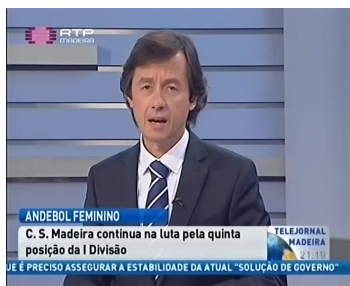 RTP
MADEIRA
ANDEBOL FEMININO
C. S. Madeira continua na luta pela quinta
posição da I Divisão
TELEJORNAL
MADEIRA
21:19
UE É PRECISO ASSEGURAR A ESTABILIDADE DA ATUAL "SOLUÇÃO DE GOVERNO"